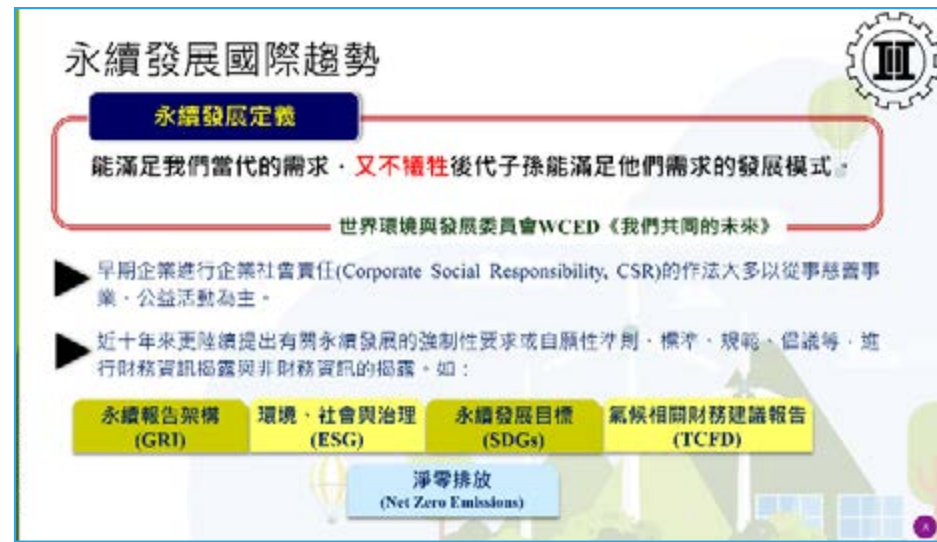 永續發展國際趨勢
永續發展定義
能滿足我們當代的需求，又不犧牲後代子孫能滿足他們需求的發展模式。
世界環境與發展委員會WCED《我們共同的未來》
早期企業進行企業社會責任(Corporate Social Responsibility, CSR)的作法大多以從事慈善事
業、公益活動為主。
近十年來更陸續提出有關永續發展的強制性要求或自願性準則、標準、規範、倡議等，進
行財務資訊揭露與非財務資訊的揭露。如：
永續報告架構 環境、社會與治理 永續發展目標 氣候相關財務建議報告
(GRI) (ESG) (SDGs) (TCFD)
淨零排放
(Net Zero Emissions)